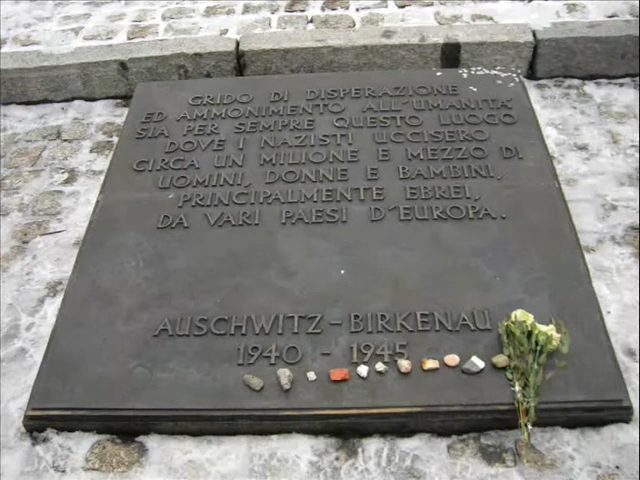 GRIDO DI DISPERAZIONE
ED AMMONIMENTO ALL'UMANITA'
SIA PER SEMPRE QUESTO LUOGO
DOVE I NAZISTI UCCISERO
CIRCA UN MILIONE E MEZZO DI
UOMINI, DONNE E BAMBINI,
PRINCIPALMENTE EBREI,
DA VARI PAESI D'EUROPA.
AUSCHWITZ - BIRKENAU
1940 - 1945